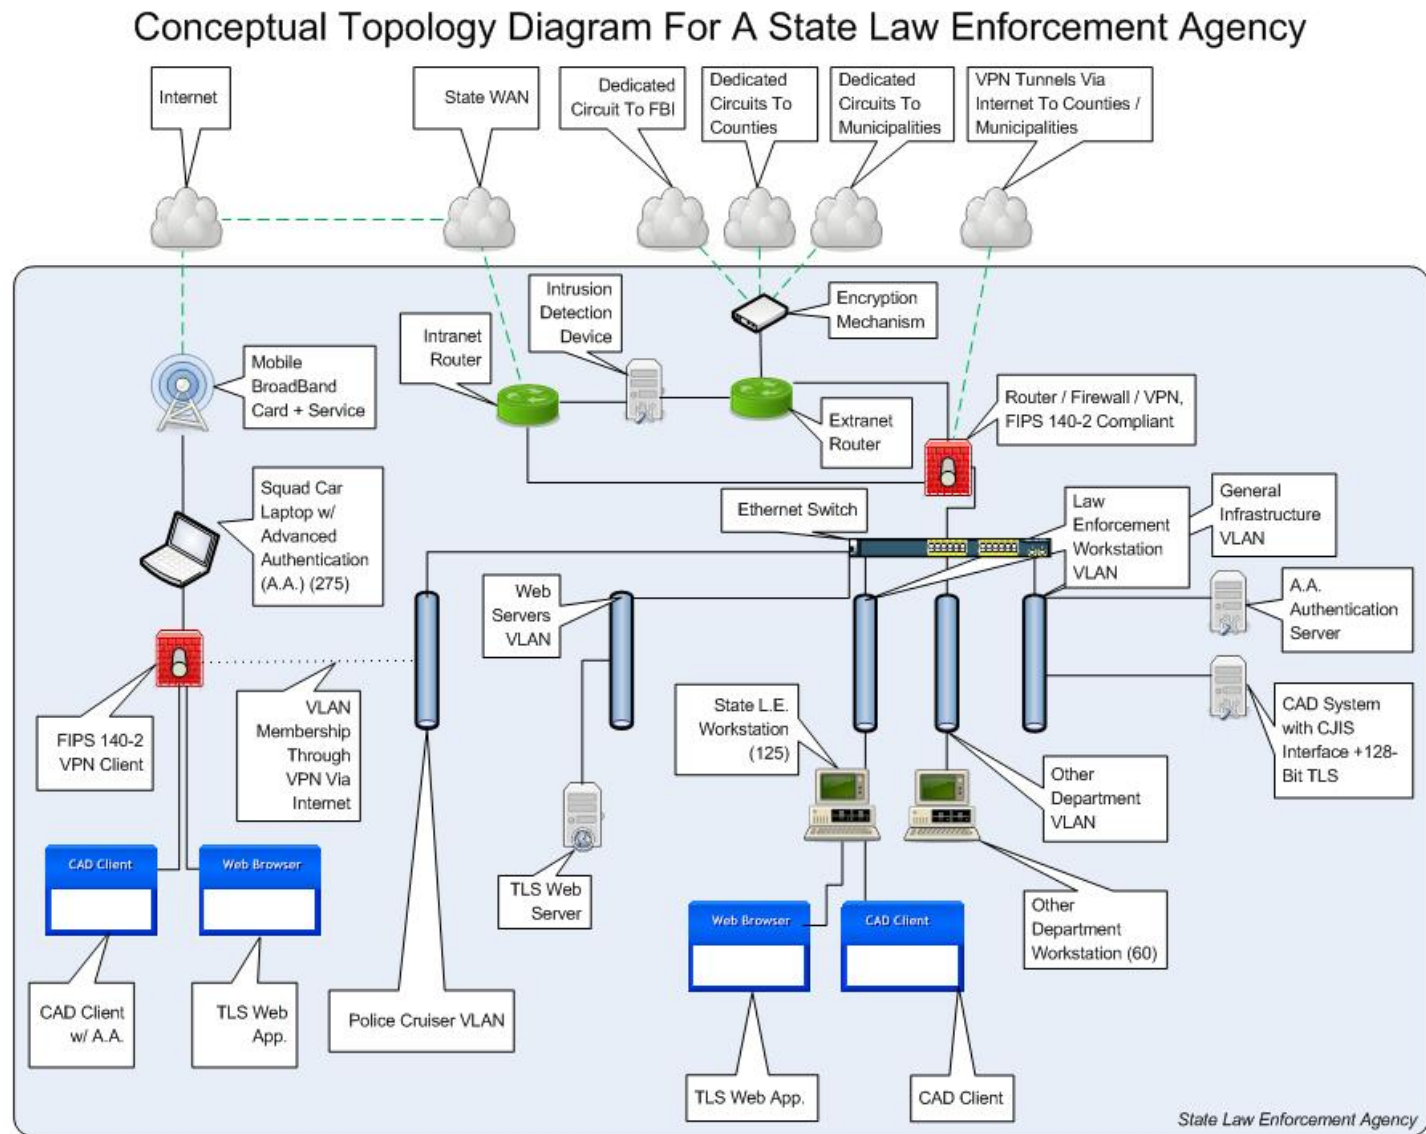 Conceptual Topology Diagram For A State Law Enforcement Agency
Internet
State WAN
Dedicated
Circuit To FBI
Dedicated
Circuits To
Counties
Dedicated
Circuits To
Municipalities
VPN Tunnels Via
Internet To Counties /
Municipalities
Intrusion
Detection
Device
Encryption
Mechanism
Intranet
Router
Mobile
BroadBand
Card + Service
Extranet
Router
Router / Firewall / VPN,
FIPS 140-2 Compliant
Squad Car
Laptop w/
Advanced
Authentication
(A.A.) (275)
Ethernet Switch
Law
Enforcement
Workstation
VLAN
General
Infrastructure
VLAN
Web
Servers
VLAN
A.A.
Authentication
Server
FIPS 140-2
VPN Client
VLAN
Membership
Through
VPN Via
Internet
State L.E.
Workstation
(125)
CAD System
with CJIS
Interface +128-
Bit TLS
Other
Department
VLAN
CAD Client
Web Browser
TLS Web
Server
Web Browser
CAD Client
Other
Department
Workstation (60)
CAD Client
w/ A.A.
TLS Web
App.
Police Cruiser VLAN
TLS Web App.
CAD Client
State Law Enforcement Agency